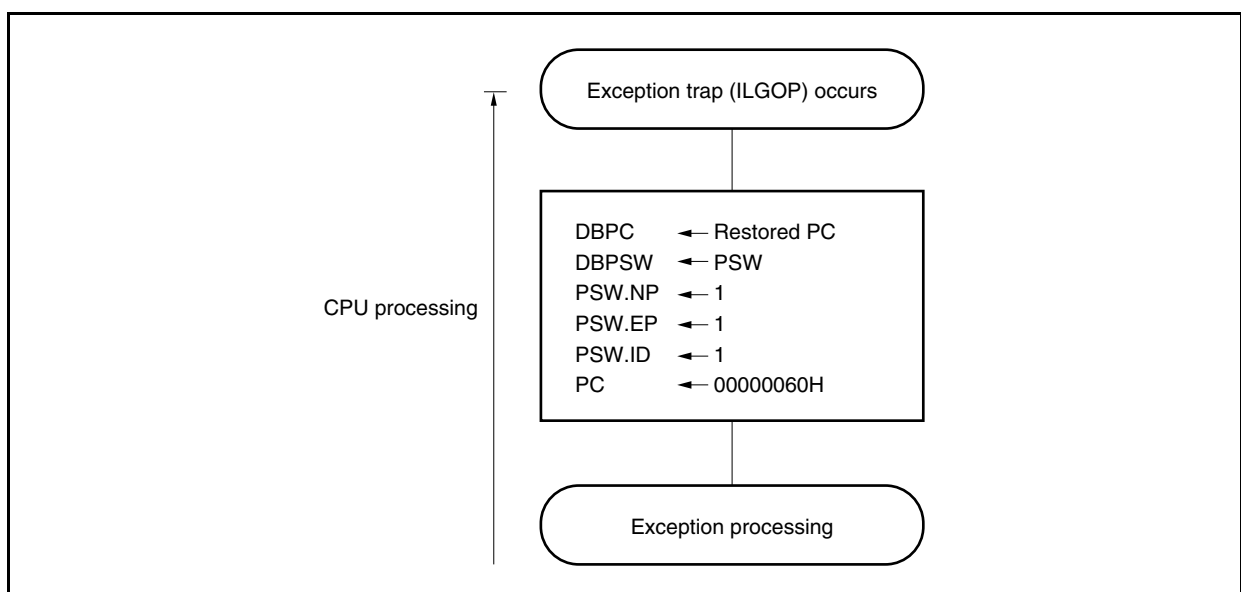 Exception trap (ILGOP) occurs
CPU processing
DBPC ← Restored PC
DBPSW ← PSW
PSW.NP ← 1
PSW.EP ← 1
PSW.ID ← 1
PC ← 00000060H
Exception processing